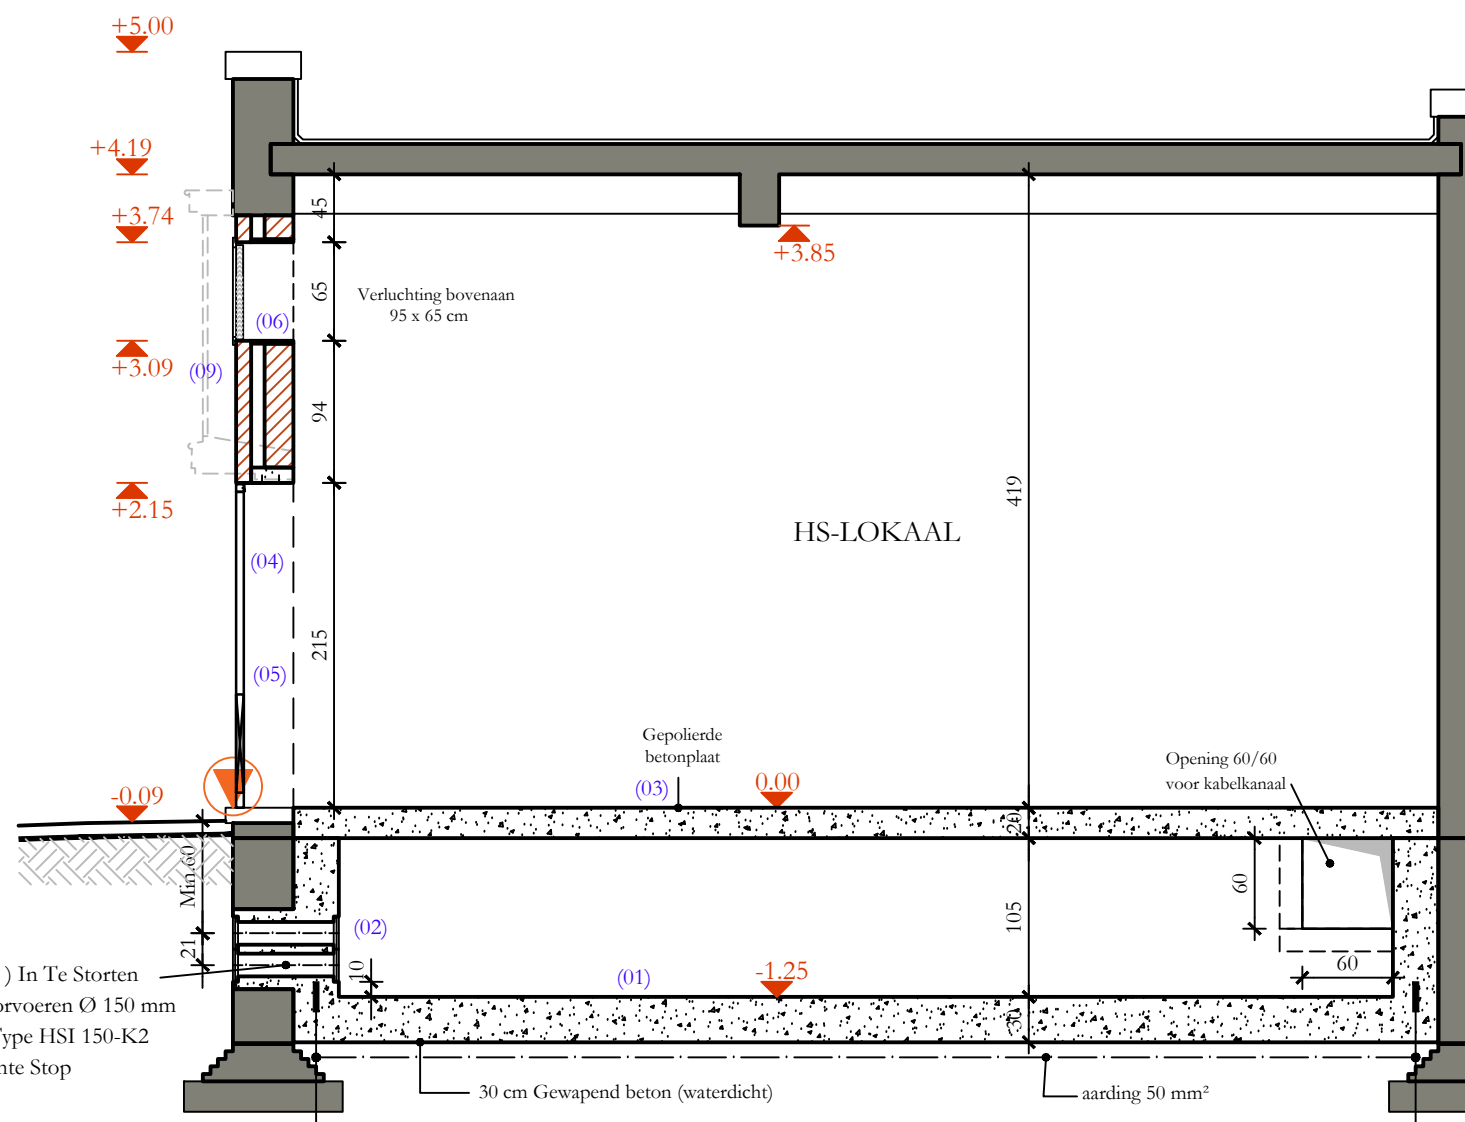 +5.00
+4.19
+3.74
45
+3.85
65
Verluchting bovenaan
95 x 65 cm
(06)
+3.09
(09)
94
419
+2.15
HS-LOKAAL
(04)
215
(05)
Gepolierde
betonplaat
Opening 60/60
voor kabelkanaal
(03)
0.00
-0.09
20
Min.60
60
105
(02)
21
10
60
) In Te Storten
(01)
-1.25
orvoeren Ø 150 mm
30
Type HSI 150-K2
nte Stop
30 cm Gewapend beton (waterdicht)
aarding 50 mm²